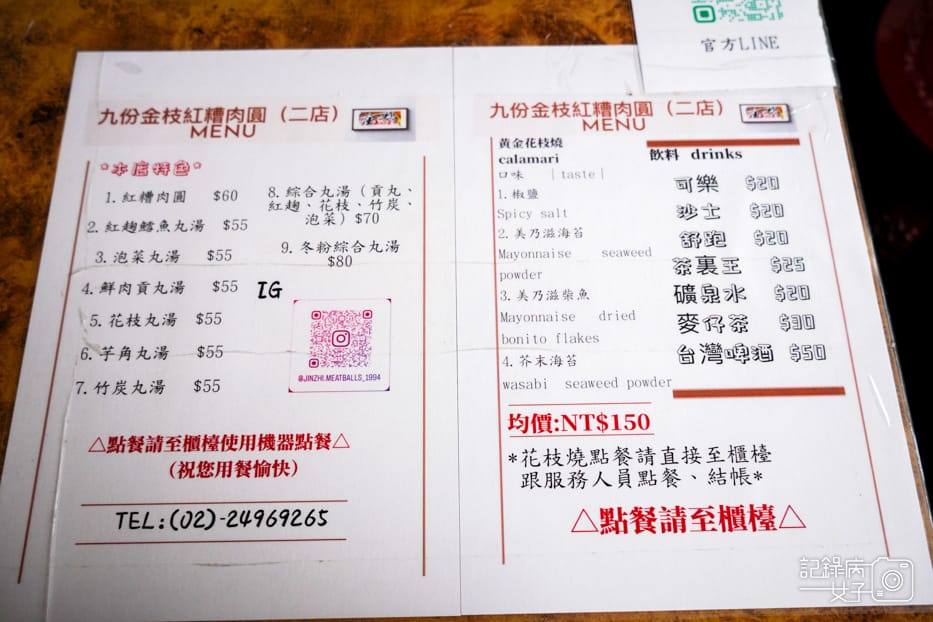 官方LINE
九份金枝紅糟肉圓（二店）
MENU
*本店特色*
1. 紅糟肉圓 $60
2. 紅麴鱈魚丸湯 $55
3. 泡菜丸湯 $55
4. 鮮肉貢丸湯 $55
5. 花枝丸湯 $55
6. 芋角丸湯 $55
7. 竹炭丸湯 $55
8. 綜合丸湯（貢丸、
紅麴、花枝、竹炭、
泡菜）$70
9. 冬粉綜合丸湯
$80
IG
@JINZHI.MEATBALLS_1994
△點餐請至櫃檯使用機器點餐△
(祝您用餐愉快)
TEL:(02)-24969265
九份金枝紅糟肉圓（二店）
MENU
黃金花枝燒
calamari
口味 | taste |
1. 椒鹽
Spicy salt
2. 美乃滋海苔
Mayonnaise seaweed
powder
3. 美乃滋柴魚
Mayonnaise dried
bonito flakes
4. 芥末海苔
wasabi seaweed powder
飲料 drinks
可樂 $20
沙士 $20
舒跑 $20
茶裏王 $25
礦泉水 $20
麥仔茶 $30
台灣啤酒 $50
均價:NT$150
*花枝燒點餐請直接至櫃檯
跟服務人員點餐、結帳*
△點餐請至櫃檯△
記錄病
女子